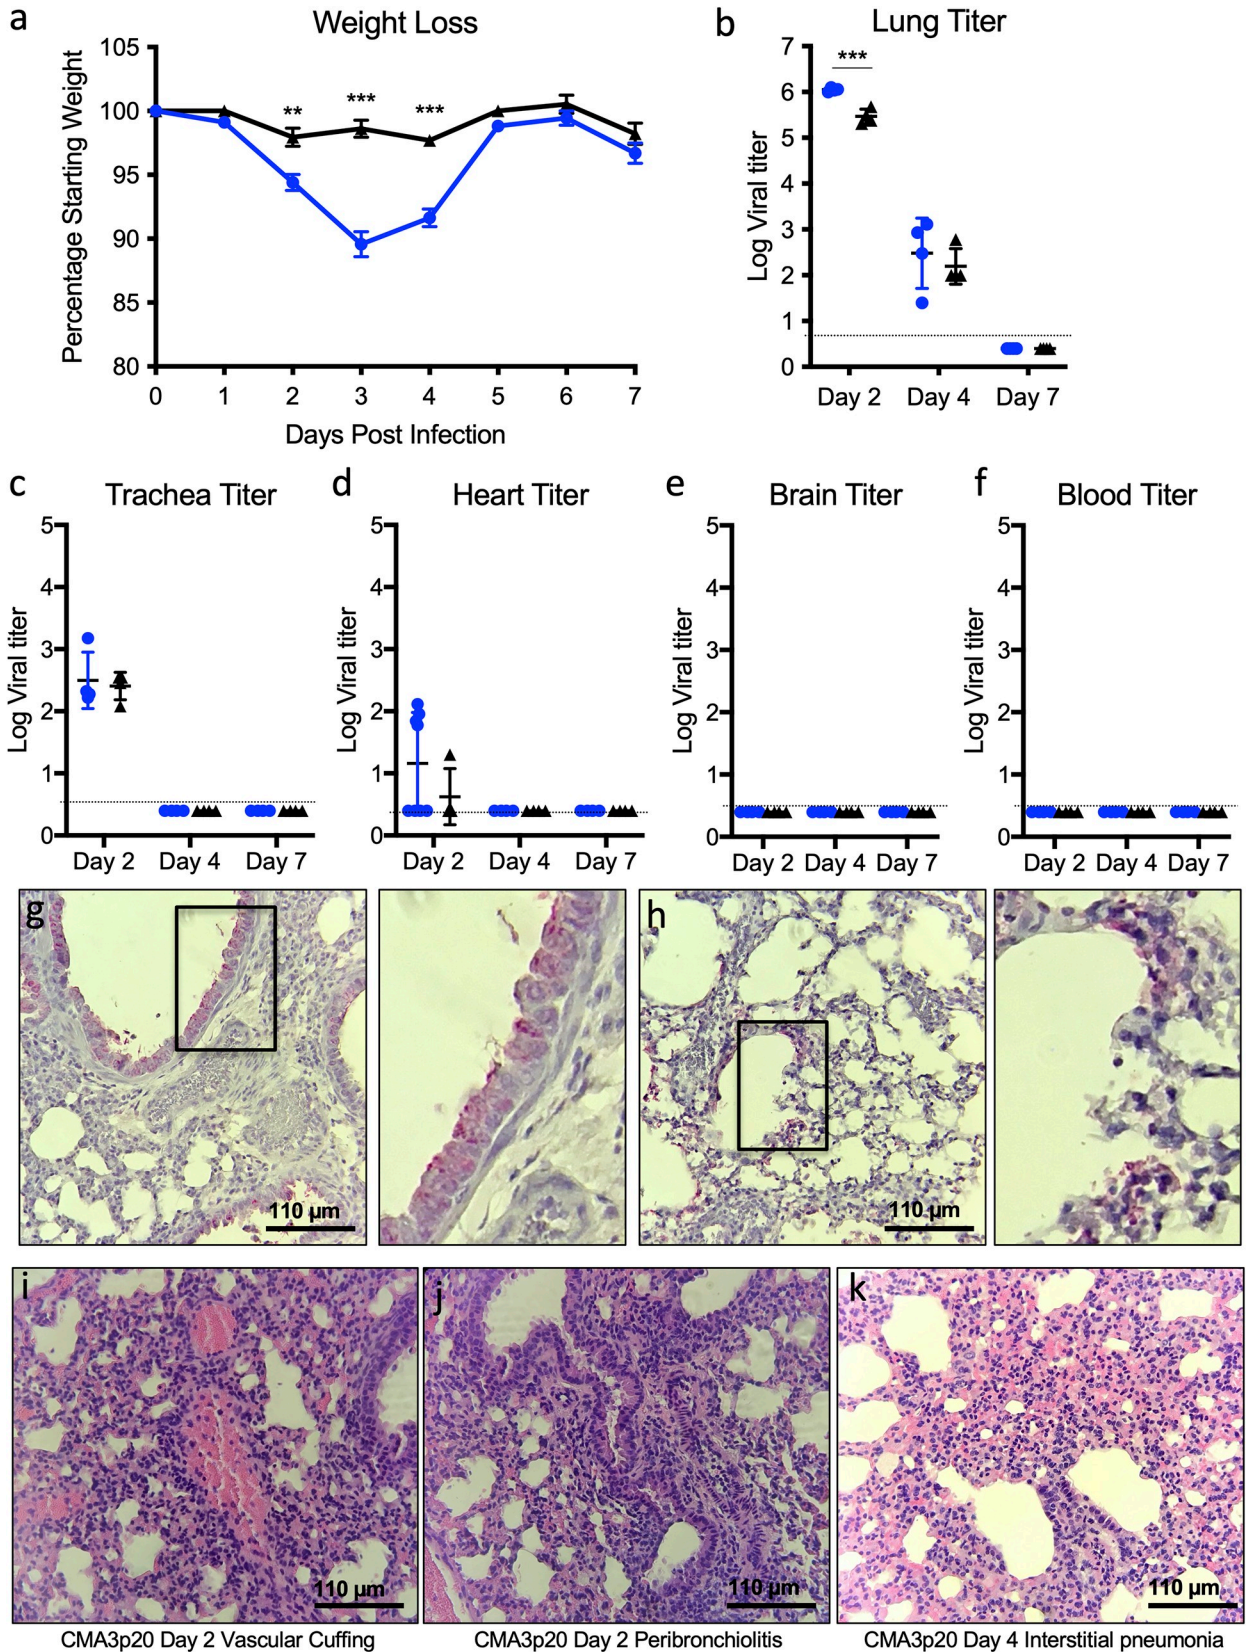 a
Weight Loss
Percentage Starting Weight
105
100
95
90
85
80
** *** ***
0 1 2 3 4 5 6 7
Days Post Infection
b
Lung Titer
Log Viral titer
7
6
5
4
3
2
1
0
***
Day 2 Day 4 Day 7
c
Trachea Titer
Log Viral titer
5
4
3
2
1
0
Day 2 Day 4 Day 7
d
Heart Titer
Log Viral titer
5
4
3
2
1
0
Day 2 Day 4 Day 7
e
Brain Titer
Log Viral titer
5
4
3
2
1
0
Day 2 Day 4 Day 7
f
Blood Titer
Log Viral titer
5
4
3
2
1
0
Day 2 Day 4 Day 7
g
110 μm
h
110 μm
i
110 μm
CMA3p20 Day 2 Vascular Cuffing
j
110 μm
CMA3p20 Day 2 Peribronchiolitis
k
110 μm
CMA3p20 Day 4 Interstitial pneumonia